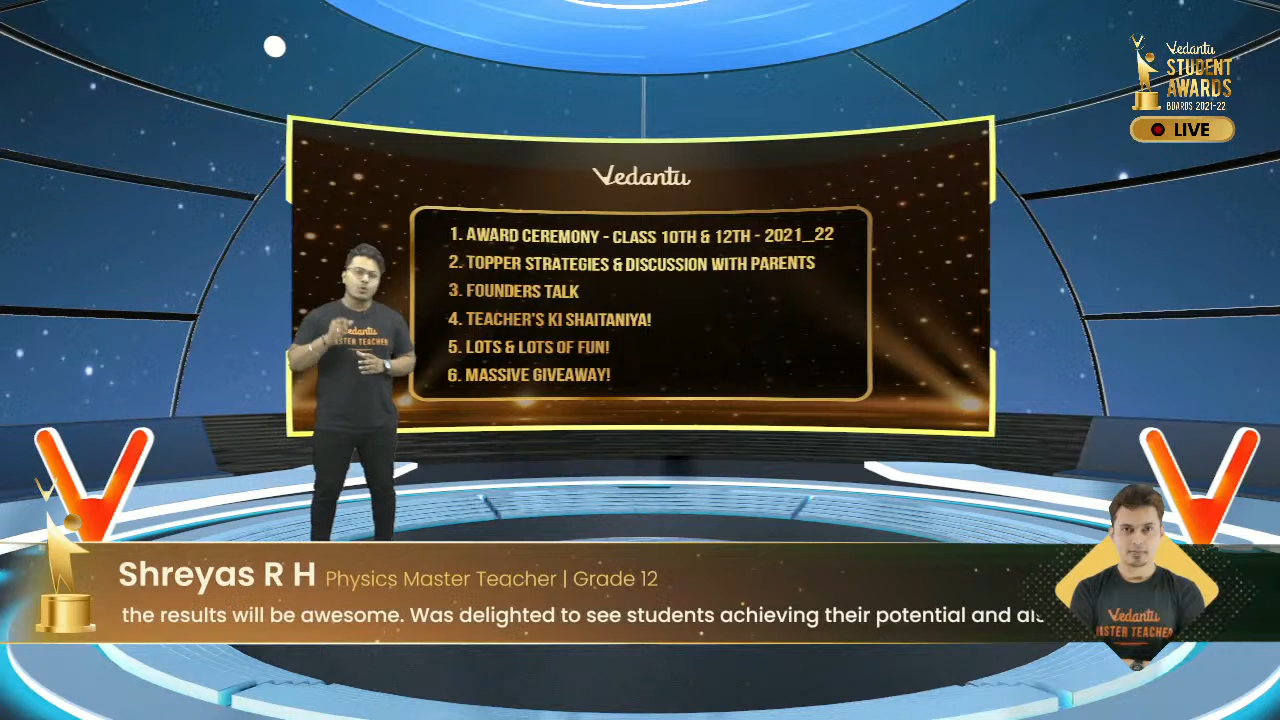 Vedantu
STUDENT
AWARDS
BOARDS 2021-22
LIVE
Vedantu
1. AWARD CEREMONY - CLASS 10TH & 12TH - 2021_22
2. TOPPER STRATEGIES & DISCUSSION WITH PARENTS
3. FOUNDERS TALK
4. TEACHER'S KI SHAITANIYA!
5. LOTS & LOTS OF FUN!
6. MASSIVE GIVEAWAY!
Vedantu
MASTER TEACHER
Shreyas R H Physics Master Teacher | Grade 12
the results will be awesome. Was delighted to see students achieving their potential and
Vedantu
MASTER TEACHER